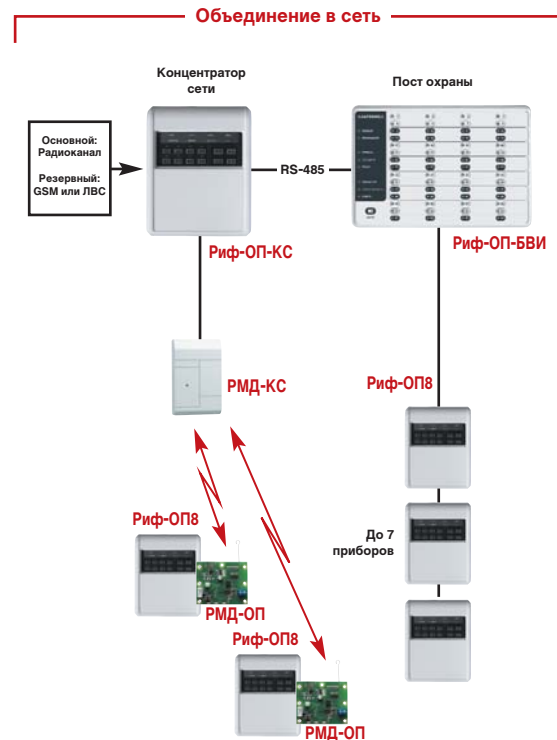 Объединение в сеть
Концентратор
сети
Пост охраны
Основной:
Радиоканал
Резервный:
GSM или ЛВС
RS-485
Риф-ОП-КС
Риф-ОП-БВИ
РМД-КС
Риф-ОП8
Риф-ОП8
До 7
приборов
РМД-ОП
Риф-ОП8
РМД-ОП